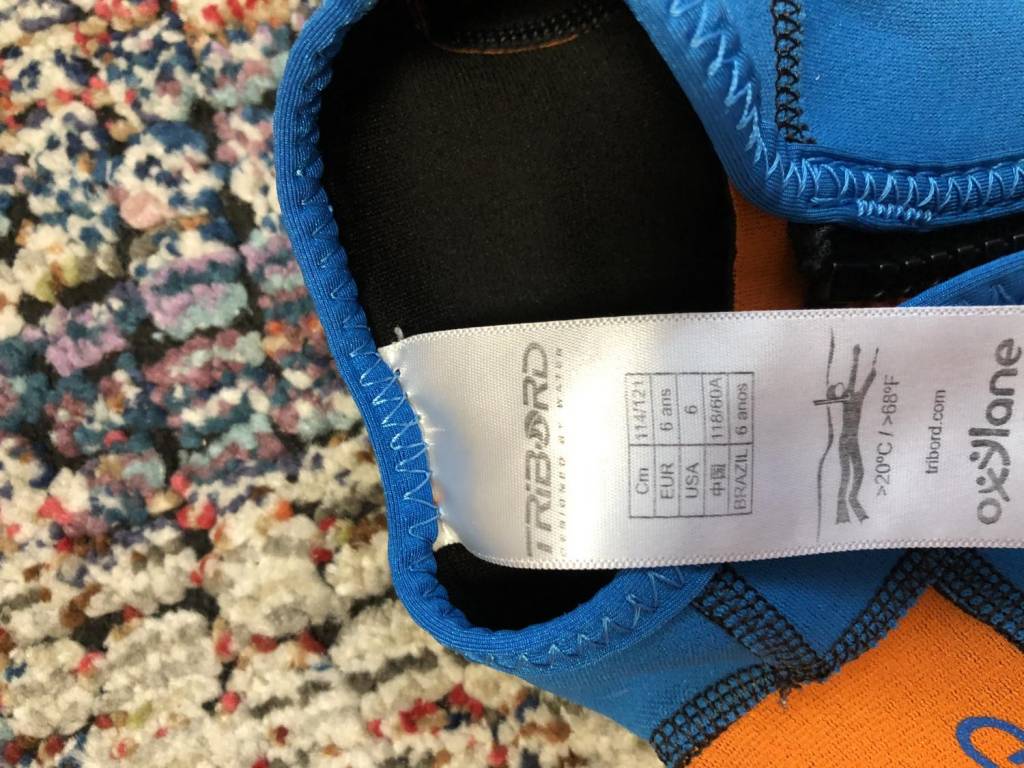 TRIBORD
DESIGNED BY WATER
Cm 114/121
EUR 6 ans
USA 6
中国 118/60A
BRAZIL 6 anos
>20°C / >68°F
tribord.com
oxylane